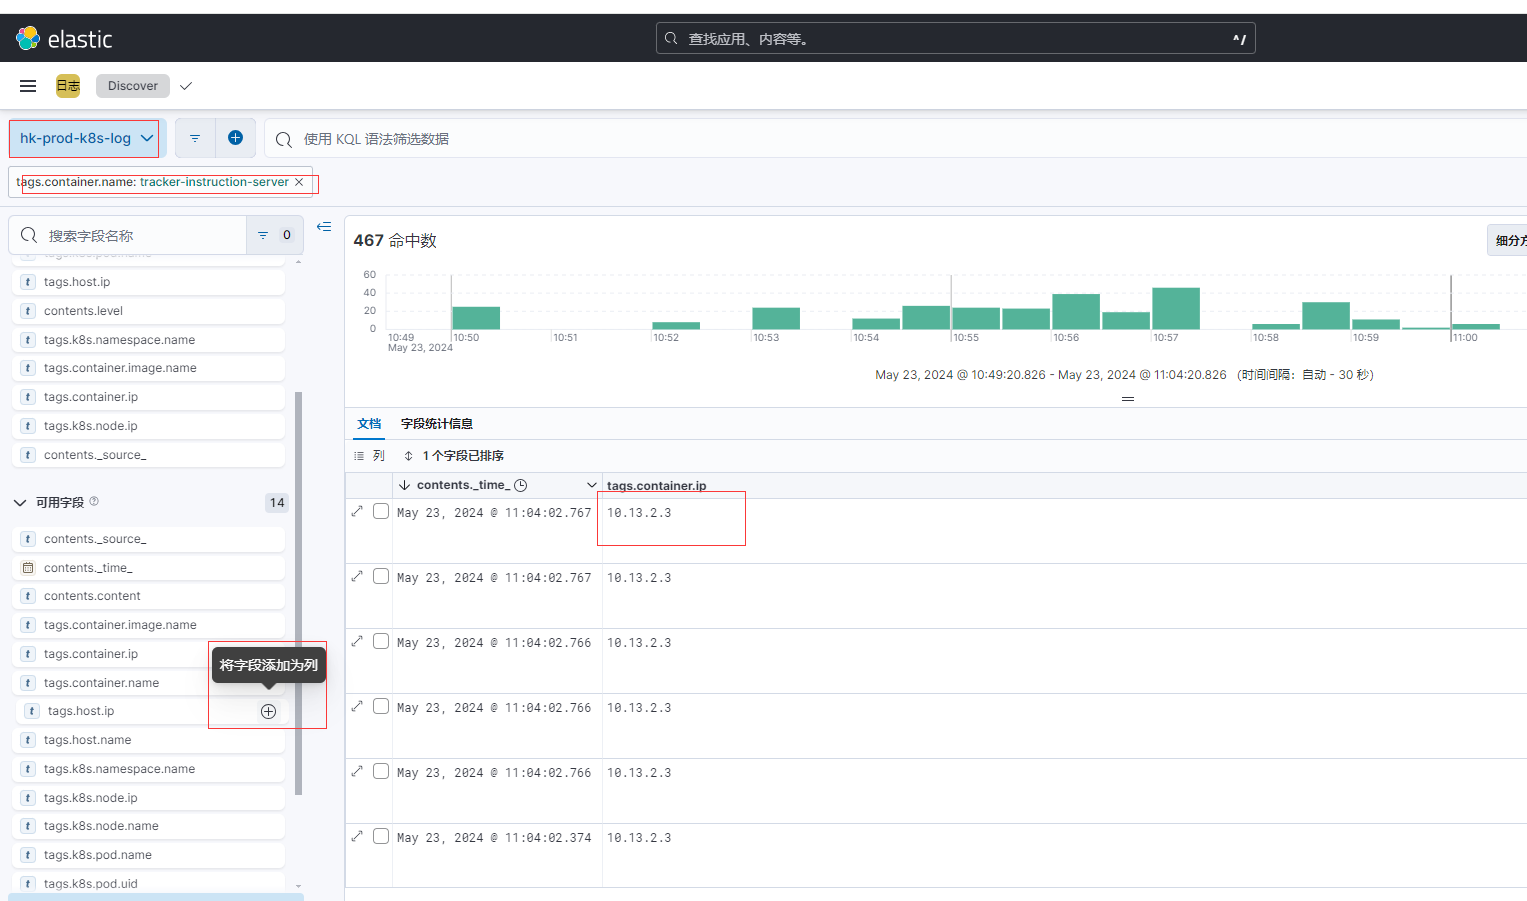 elastic
查找应用、内容等。
^/
日志
Discover
hk-prod-k8s-log
使用 KQL 语法筛选数据
tags.container.name: tracker-instruction-server ×
搜索字段名称
0
tags.k8s.pod.name
tags.host.ip
contents.level
tags.k8s.namespace.name
tags.container.image.name
tags.container.ip
tags.k8s.node.ip
contents._source_
可用字段
14
contents._source_
contents._time_
contents.content
tags.container.image.name
tags.container.ip
将字段添加为列
tags.container.name
tags.host.ip
tags.host.name
tags.k8s.namespace.name
tags.k8s.node.ip
tags.k8s.node.name
tags.k8s.pod.name
tags.k8s.pod.uid
467 命中数
细分方
60
40
20
0
10:49 10:50 10:51 10:52 10:53 10:54 10:55 10:56 10:57 10:58 10:59 11:00
May 23, 2024
May 23, 2024 @ 10:49:20.826 - May 23, 2024 @ 11:04:20.826 （时间间隔：自动 - 30 秒）
文档 字段统计信息
列 1 个字段已排序
contents._time_ tags.container.ip
May 23, 2024 @ 11:04:02.767 10.13.2.3
May 23, 2024 @ 11:04:02.767 10.13.2.3
May 23, 2024 @ 11:04:02.766 10.13.2.3
May 23, 2024 @ 11:04:02.766 10.13.2.3
May 23, 2024 @ 11:04:02.766 10.13.2.3
May 23, 2024 @ 11:04:02.374 10.13.2.3